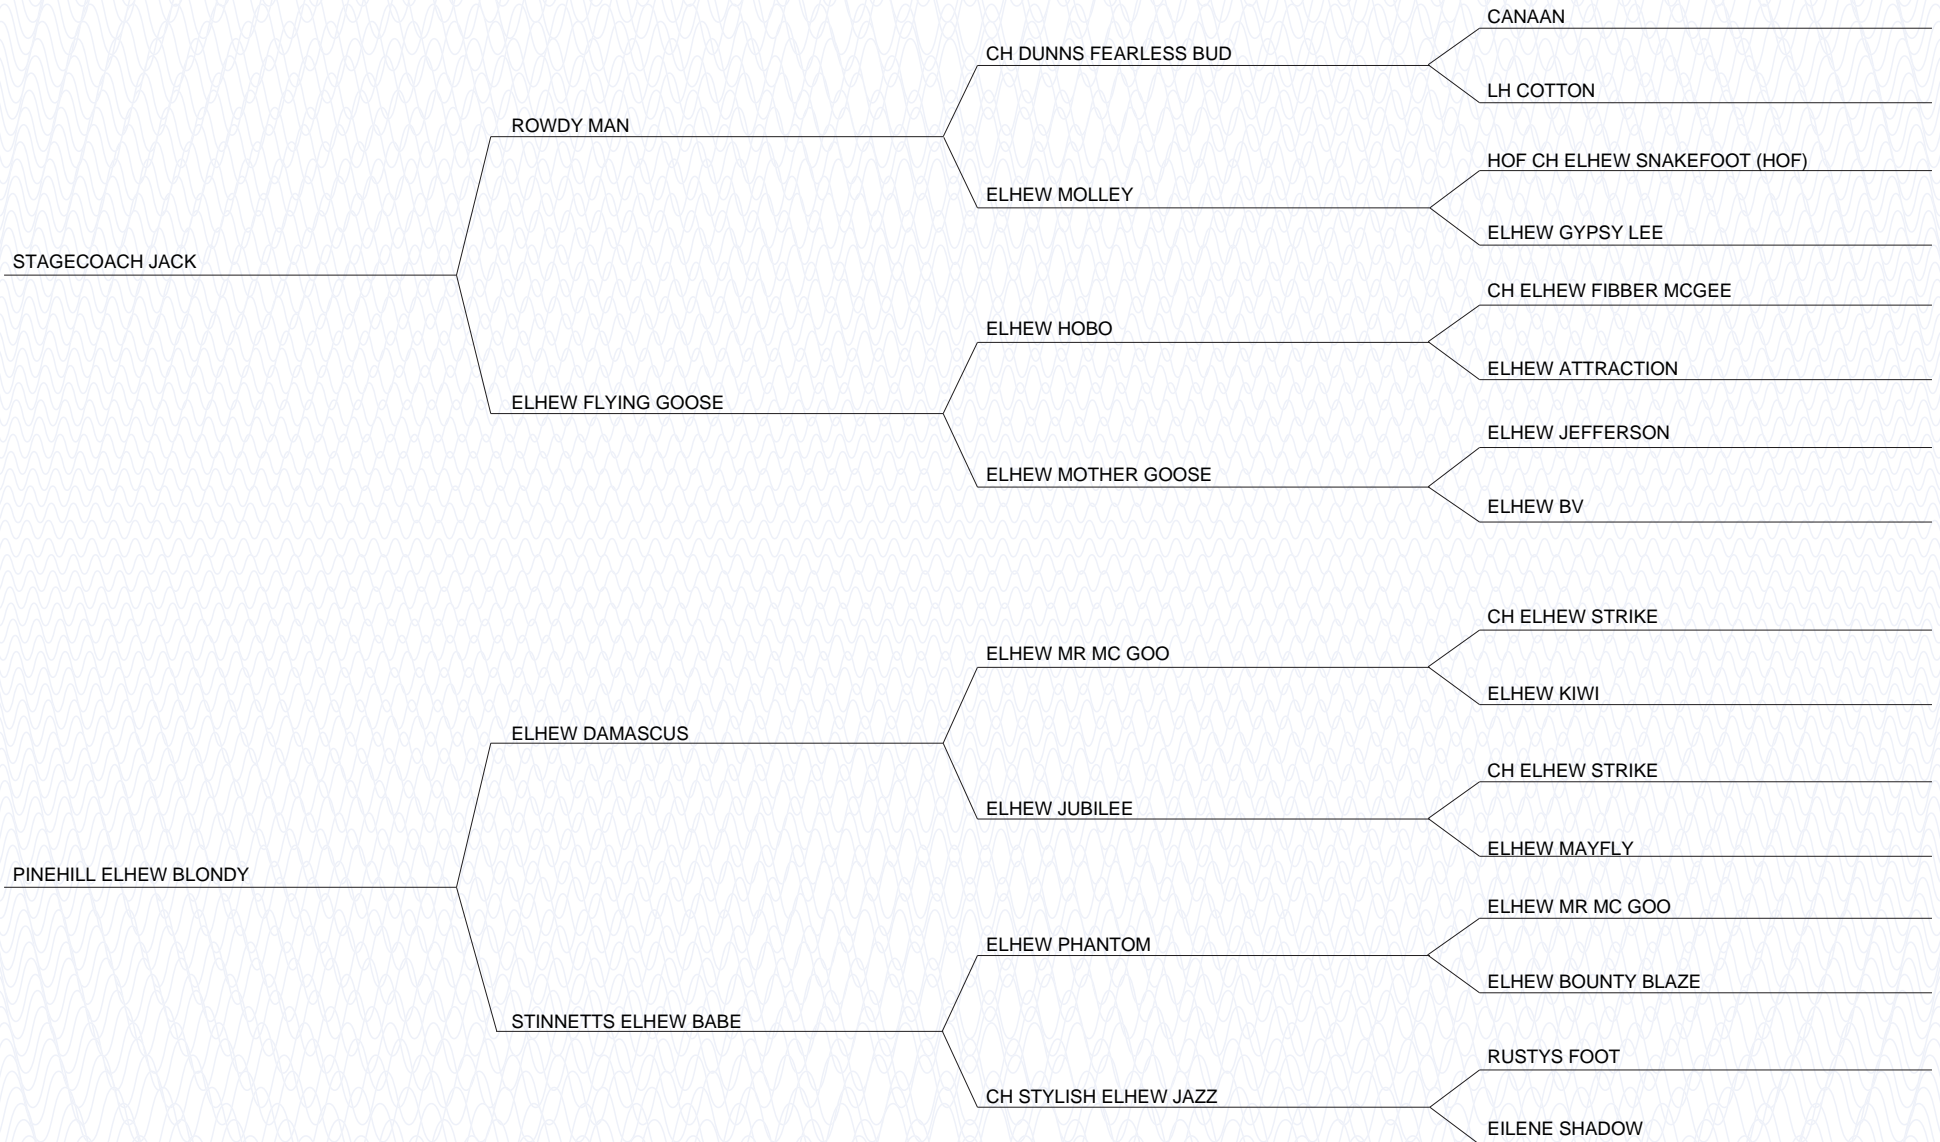 CANAAN
CH DUNNS FEARLESS BUD
LH COTTON
ROWDY MAN
HOF CH ELHEW SNAKEFOOT (HOF)
ELHEW MOLLEY
ELHEW GYPSY LEE
STAGECOACH JACK
CH ELHEW FIBBER MCGEE
ELHEW HOBO
ELHEW ATTRACTION
ELHEW FLYING GOOSE
ELHEW JEFFERSON
ELHEW MOTHER GOOSE
ELHEW BV
CH ELHEW STRIKE
ELHEW MR MC GOO
ELHEW KIWI
ELHEW DAMASCUS
CH ELHEW STRIKE
ELHEW JUBILEE
ELHEW MAYFLY
PINEHILL ELHEW BLONDY
ELHEW MR MC GOO
ELHEW PHANTOM
ELHEW BOUNTY BLAZE
STINNETTS ELHEW BABE
RUSTYS FOOT
CH STYLISH ELHEW JAZZ
EILENE SHADOW